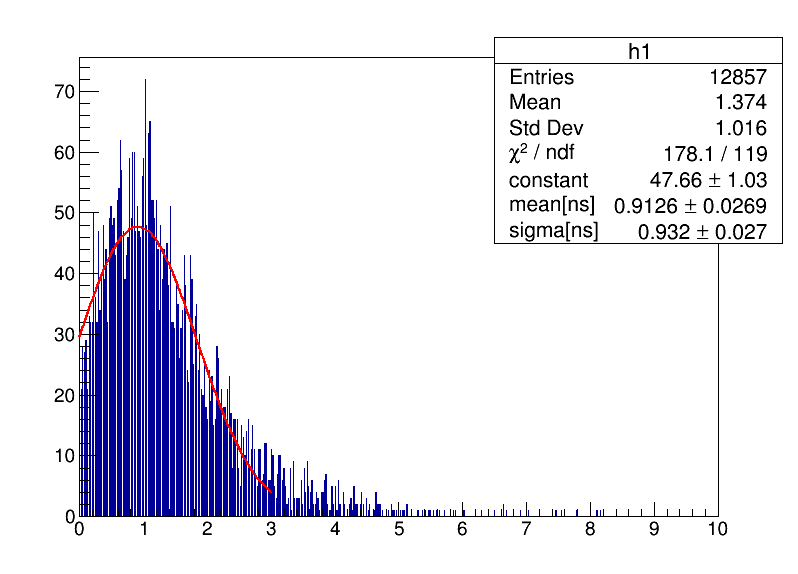 h1
Entries 12857
Mean 1.374
Std Dev 1.016
χ² / ndf 178.1 / 119
constant 47.66 ± 1.03
mean[ns] 0.9126 ± 0.0269
sigma[ns] 0.932 ± 0.027
70
60
50
40
30
20
10
0
0 1 2 3 4 5 6 7 8 9 10